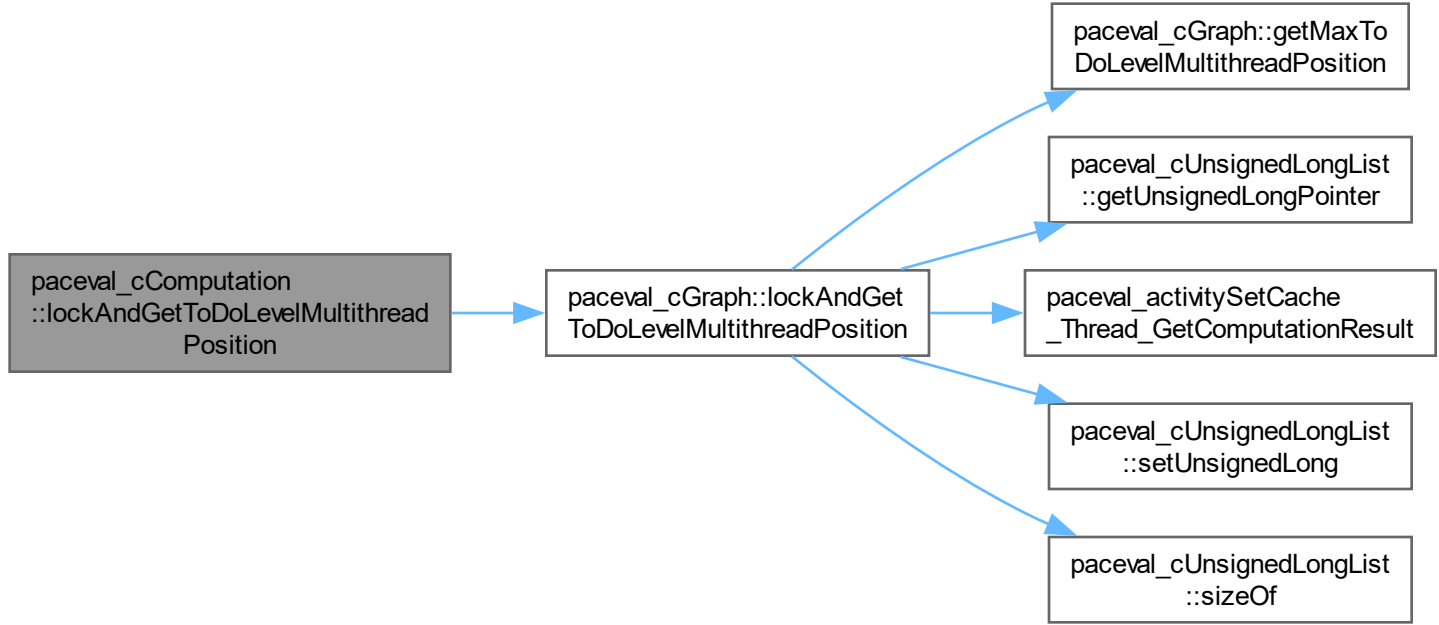 paceval_cComputation
::lockAndGetToDoLevelMultithread
Position
paceval_cGraph::lockAndGet
ToDoLevelMultithreadPosition
paceval_cGraph::getMaxTo
DoLevelMultithreadPosition
paceval_cUnsignedLongList
::getUnsignedLongPointer
paceval_activitySetCache
_Thread_GetComputationResult
paceval_cUnsignedLongList
::setUnsignedLong
paceval_cUnsignedLongList
::sizeOf